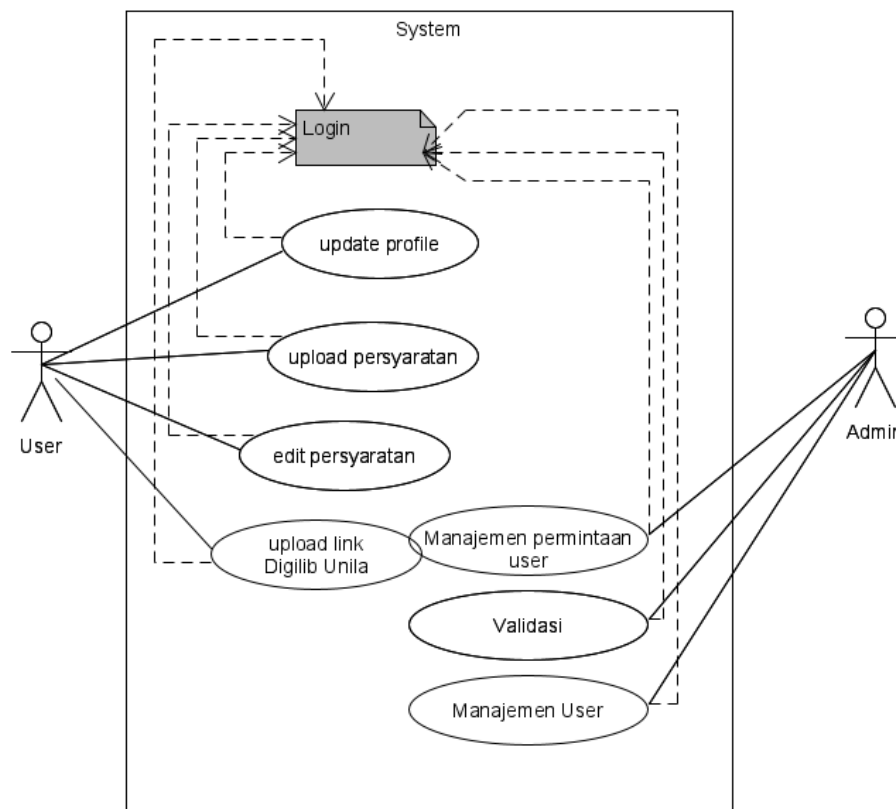 System
Login
update profile
upload persyaratan
User
Admin
edit persyaratan
upload link
Digilib Unila
Manajemen permintaan
user
Validasi
Manajemen User